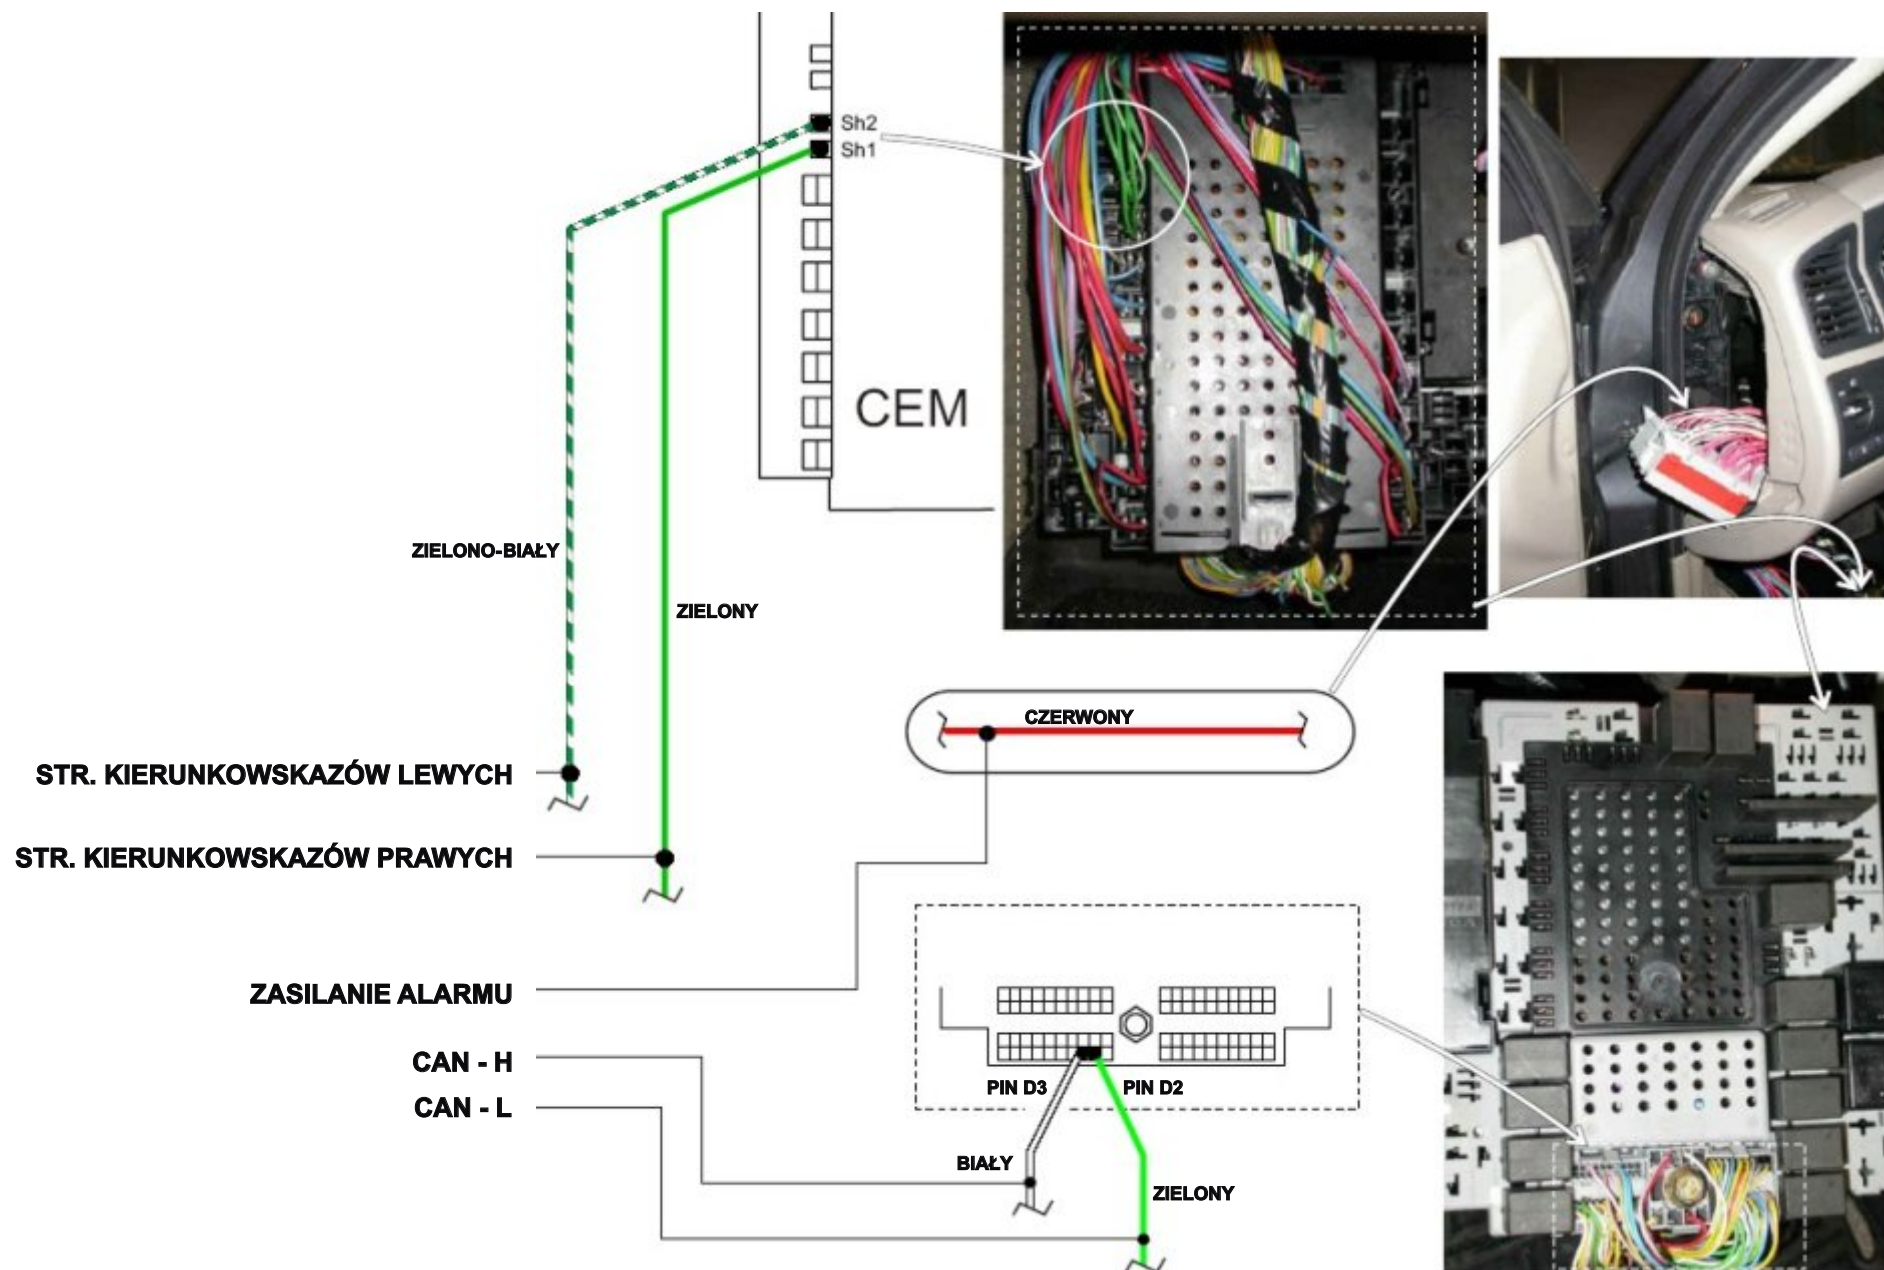 Sh2
Sh1
CEM
ZIELONO-BIAŁY
ZIELONY
CZERWONY
STR. KIERUNKOWSKAZÓW LEWYCH
STR. KIERUNKOWSKAZÓW PRAWYCH
ZASILANIE ALARMU
CAN - H
CAN - L
PIN D3
PIN D2
BIAŁY
ZIELONY